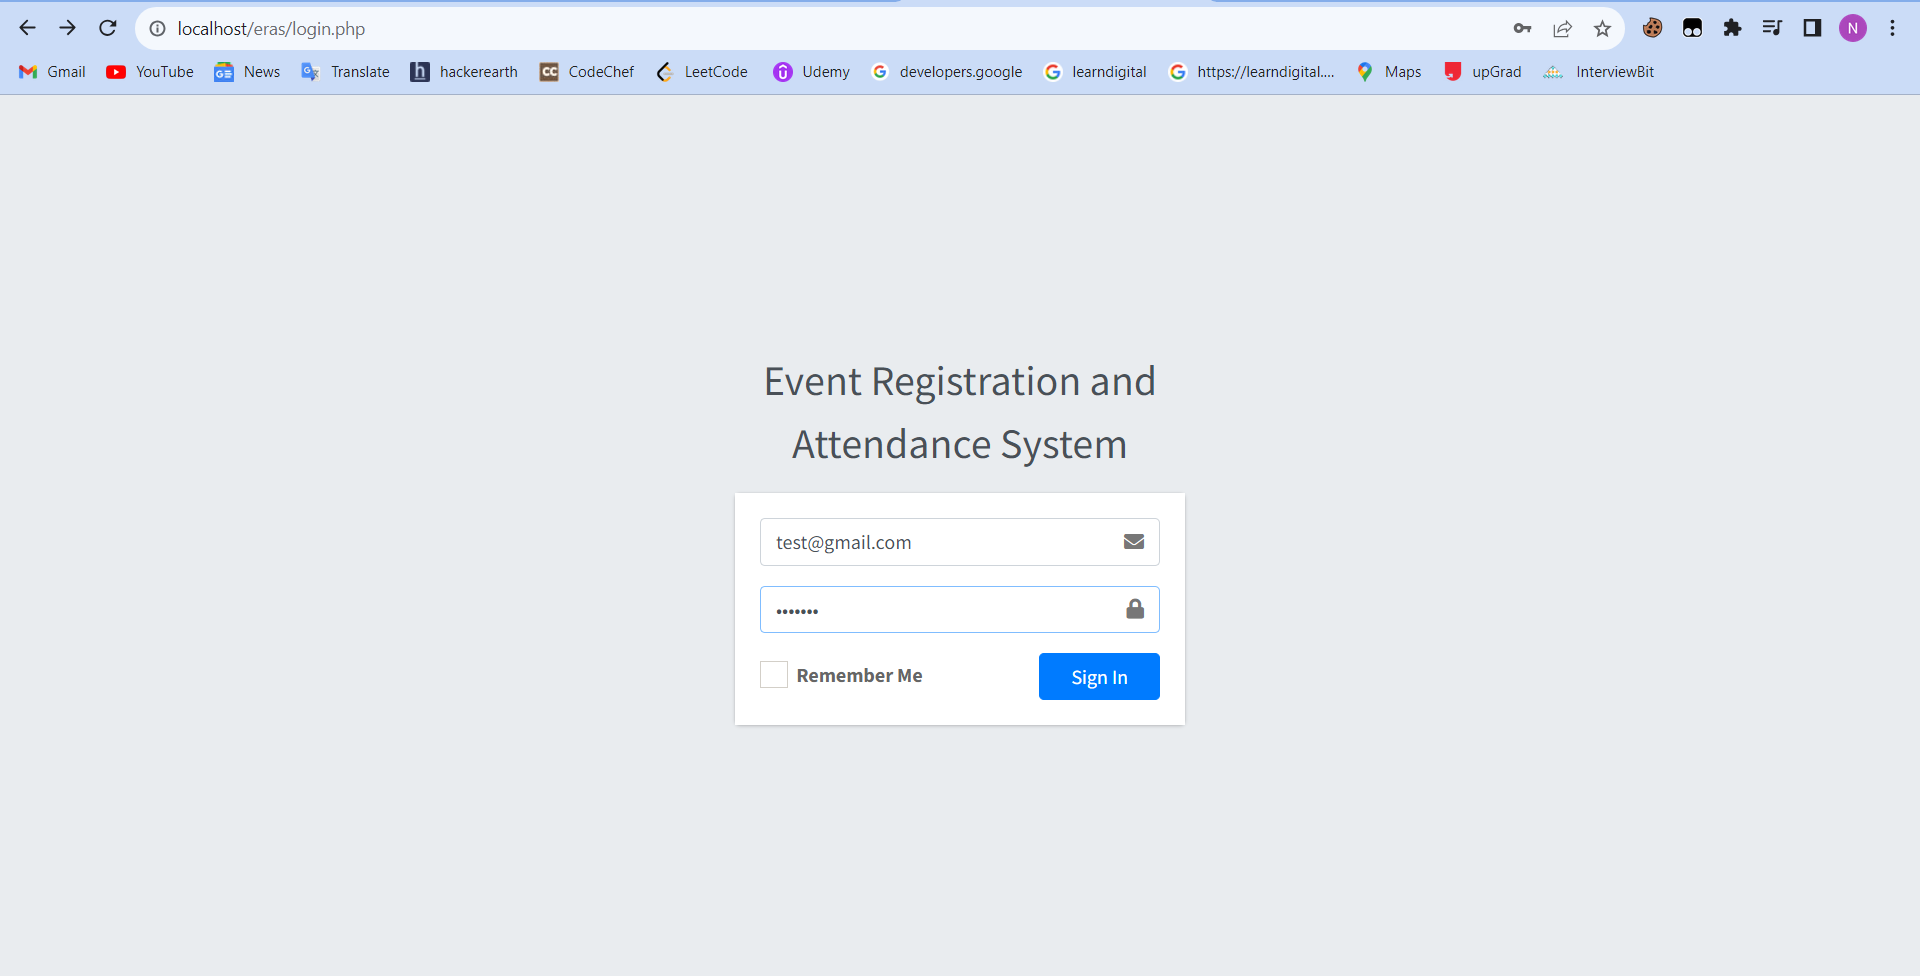 localhost/eras/login.php
N
Gmail YouTube News Translate hackerearth CodeChef LeetCode Udemy developers.google learndigital https://learndigital.... Maps upGrad InterviewBit
Event Registration and
Attendance System
test@gmail.com
•••••••
Remember Me Sign In